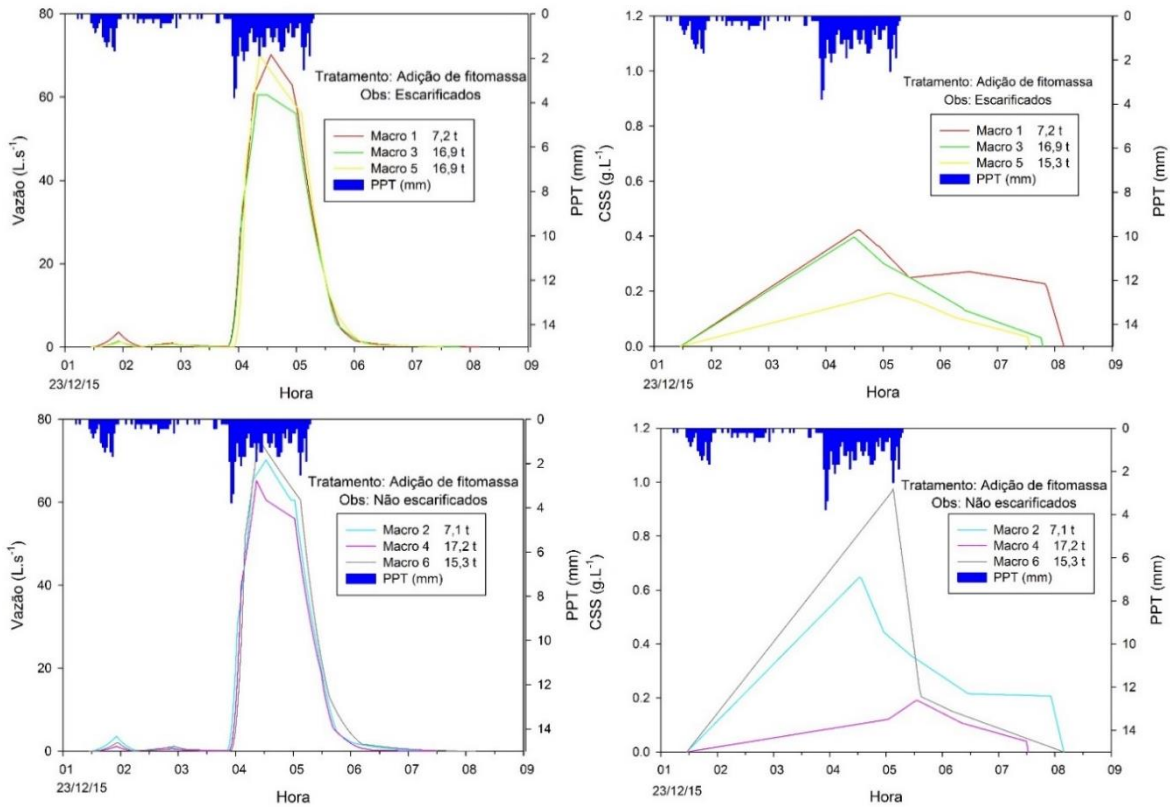 80
60
40
20
0
Vazão (L.s⁻¹)
0
2
4
6
8
10
12
14
PPT (mm)
Tratamento: Adição de fitomassa
Obs: Escarificados
Macro 1 7,2 t
Macro 3 16,9 t
Macro 5 16,9 t
PPT (mm)
01 02 03 04 05 06 07 08 09
23/12/15
Hora
1.2
1.0
0.8
0.6
0.4
0.2
0.0
CSS (g.L⁻¹)
0
2
4
6
8
10
12
14
PPT (mm)
Tratamento: Adição de fitomassa
Obs: Escarificados
Macro 1 7,2 t
Macro 3 16,9 t
Macro 5 15,3 t
PPT (mm)
01 02 03 04 05 06 07 08 09
23/12/15
Hora
80
60
40
20
0
Vazão (L.s⁻¹)
0
2
4
6
8
10
12
14
PPT (mm)
Tratamento: Adição de fitomassa
Obs: Não escarificados
Macro 2 7,1 t
Macro 4 17,2 t
Macro 6 15,3 t
PPT (mm)
01 02 03 04 05 06 07 08 09
23/12/15
Hora
1.2
1.0
0.8
0.6
0.4
0.2
0.0
CSS (g.L⁻¹)
0
2
4
6
8
10
12
14
PPT (mm)
Tratamento: Adição de fitomassa
Obs: Não escarificados
Macro 2 7,1 t
Macro 4 17,2 t
Macro 6 15,3 t
PPT (mm)
01 02 03 04 05 06 07 08 09
23/12/15
Hora